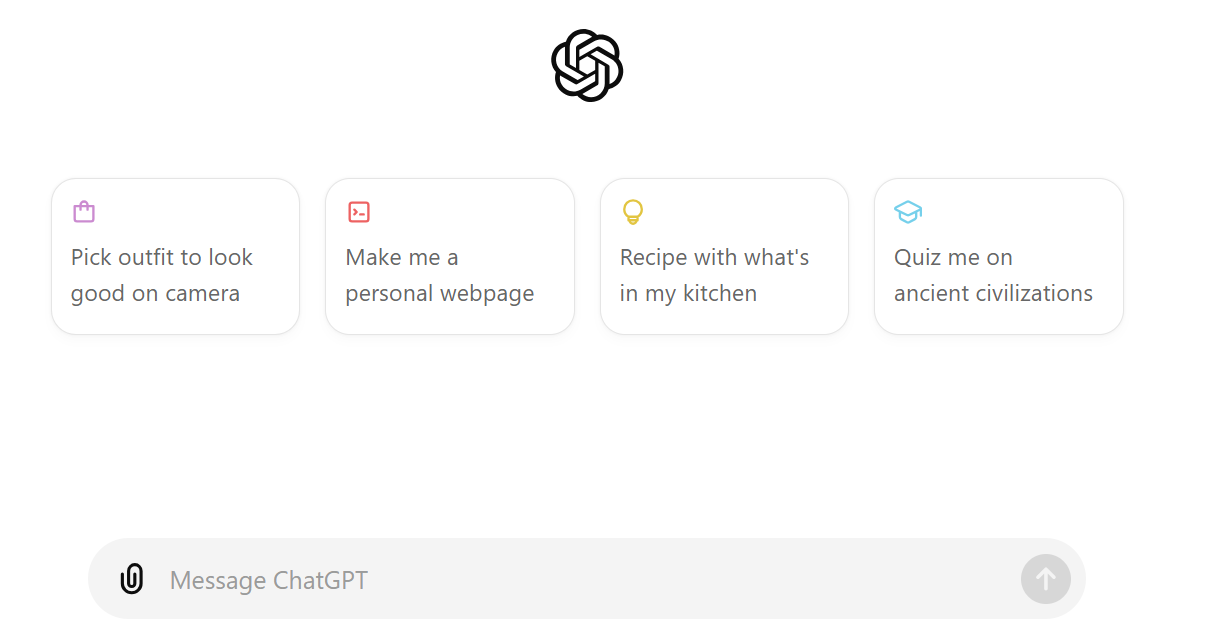 Pick outfit to look
good on camera
Make me a
personal webpage
Recipe with what's
in my kitchen
Quiz me on
ancient civilizations
Message ChatGPT